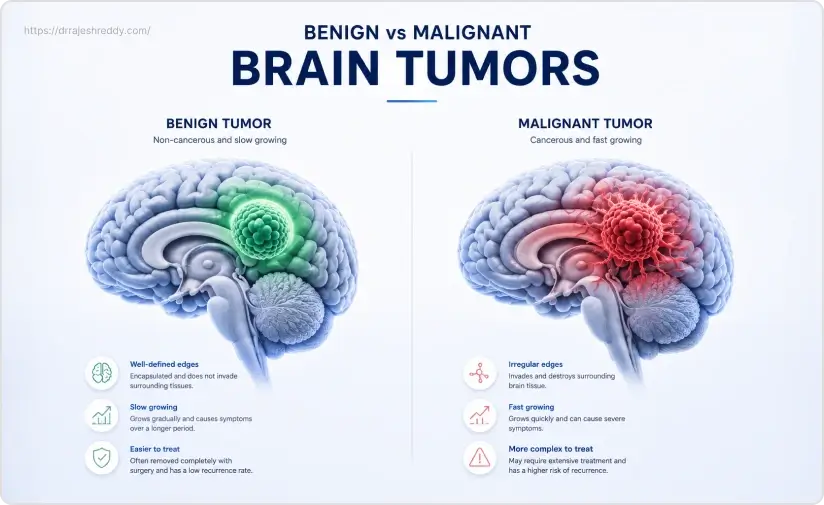 https://drrajeshreddy.com/
BENIGN vs MALIGNANT
BRAIN TUMORS
BENIGN TUMOR
Non-cancerous and slow growing
Well-defined edges
Encapsulated and does not invade
surrounding tissues.
Slow growing
Grows gradually and causes symptoms
over a longer period.
Easier to treat
Often removed completely with
surgery and has a low recurrence rate.
MALIGNANT TUMOR
Cancerous and fast growing
Irregular edges
Invades and destroys surrounding
brain tissue.
Fast growing
Grows quickly and can cause severe
symptoms.
More complex to treat
May require extensive treatment and
has a higher risk of recurrence.